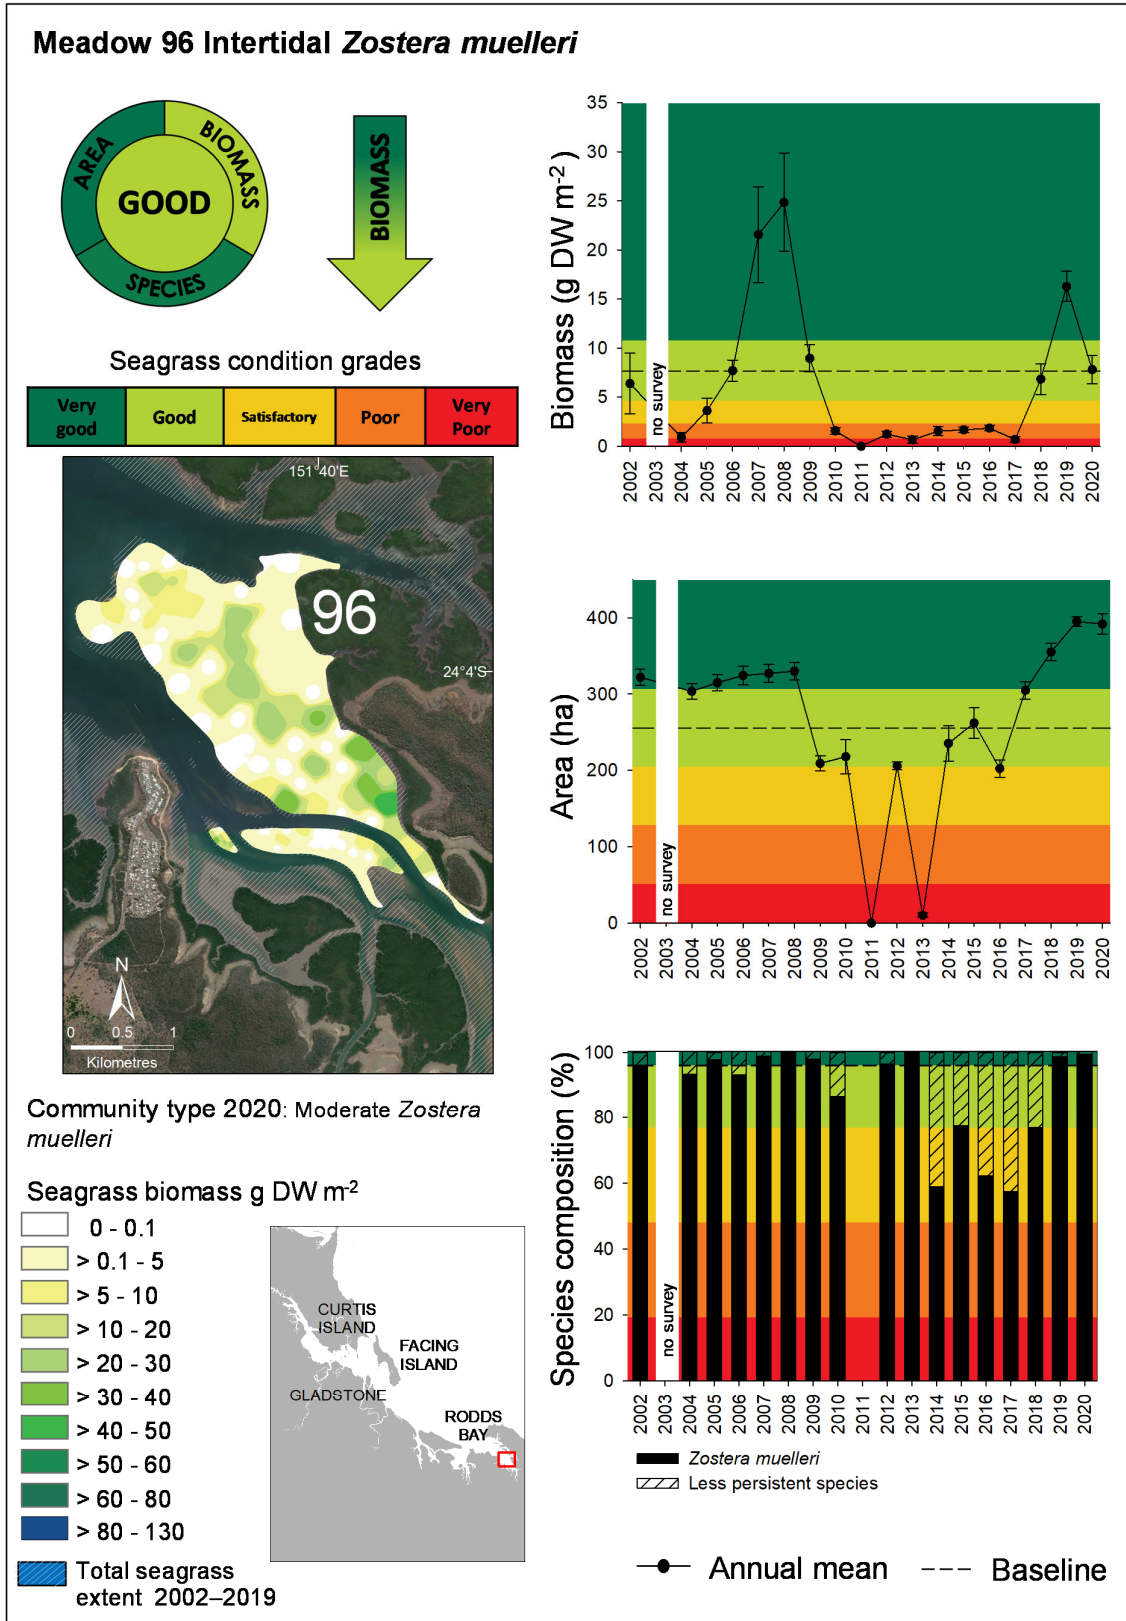 Meadow 96 Intertidal Zostera muelleri
AREA
BIOMASS
GOOD
SPECIES
BIOMASS
Seagrass condition grades
Very good
Good
Satisfactory
Poor
Very Poor
151°40'E
96
24°4'S
N
0 0.5 1
Kilometres
Community type 2020: Moderate Zostera
muelleri
Seagrass biomass g DW m-2
0 - 0.1
> 0.1 - 5
> 5 - 10
> 10 - 20
> 20 - 30
> 30 - 40
> 40 - 50
> 50 - 60
> 60 - 80
> 80 - 130
Total seagrass
extent 2002–2019
CURTIS
ISLAND
FACING
ISLAND
GLADSTONE
RODDS
BAY
Biomass (g DW m-2)
35
30
25
20
15
10
5
0
no survey
2002 2003 2004 2005 2006 2007 2008 2009 2010 2011 2012 2013 2014 2015 2016 2017 2018 2019 2020
Area (ha)
400
300
200
100
0
no survey
2002 2003 2004 2005 2006 2007 2008 2009 2010 2011 2012 2013 2014 2015 2016 2017 2018 2019 2020
Species composition (%)
100
80
60
40
20
0
no survey
2002 2003 2004 2005 2006 2007 2008 2009 2010 2011 2012 2013 2014 2015 2016 2017 2018 2019 2020
Zostera muelleri
Less persistent species
Annual mean
Baseline